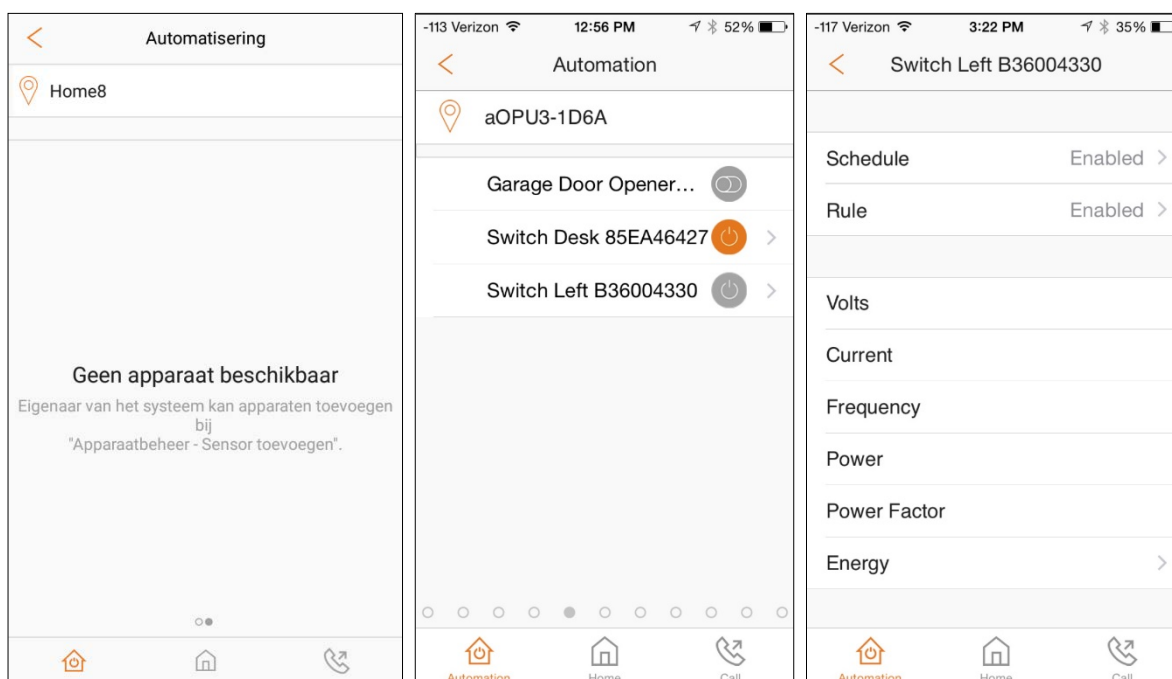 Automatisering
Home8
Geen apparaat beschikbaar
Eigenaar van het systeem kan apparaten toevoegen
bij
"Apparaatbeheer - Sensor toevoegen".
-113 Verizon 12:56 PM 52%
Automation
aOPU3-1D6A
Garage Door Opener...
Switch Desk 85EA46427
Switch Left B36004330
Automation Home Call
-117 Verizon 3:22 PM 35%
Switch Left B36004330
Schedule Enabled
Rule Enabled
Volts
Current
Frequency
Power
Power Factor
Energy
Automation Home Call